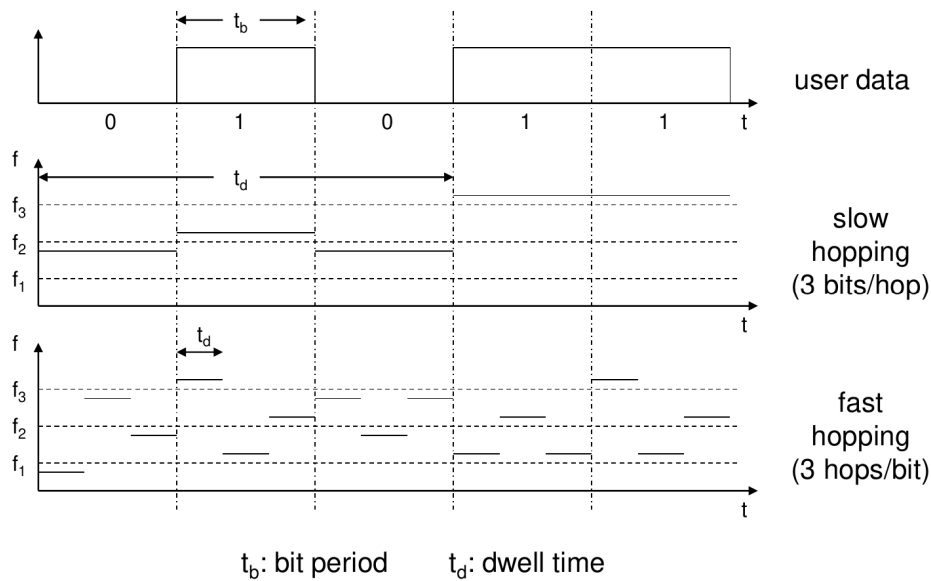 t_b
user data
0 1 0 1 1 t
f
t_d
f_3
f_2
f_1
slow
hopping
(3 bits/hop)
t
f
t_d
f_3
f_2
f_1
fast
hopping
(3 hops/bit)
t
t_b: bit period t_d: dwell time